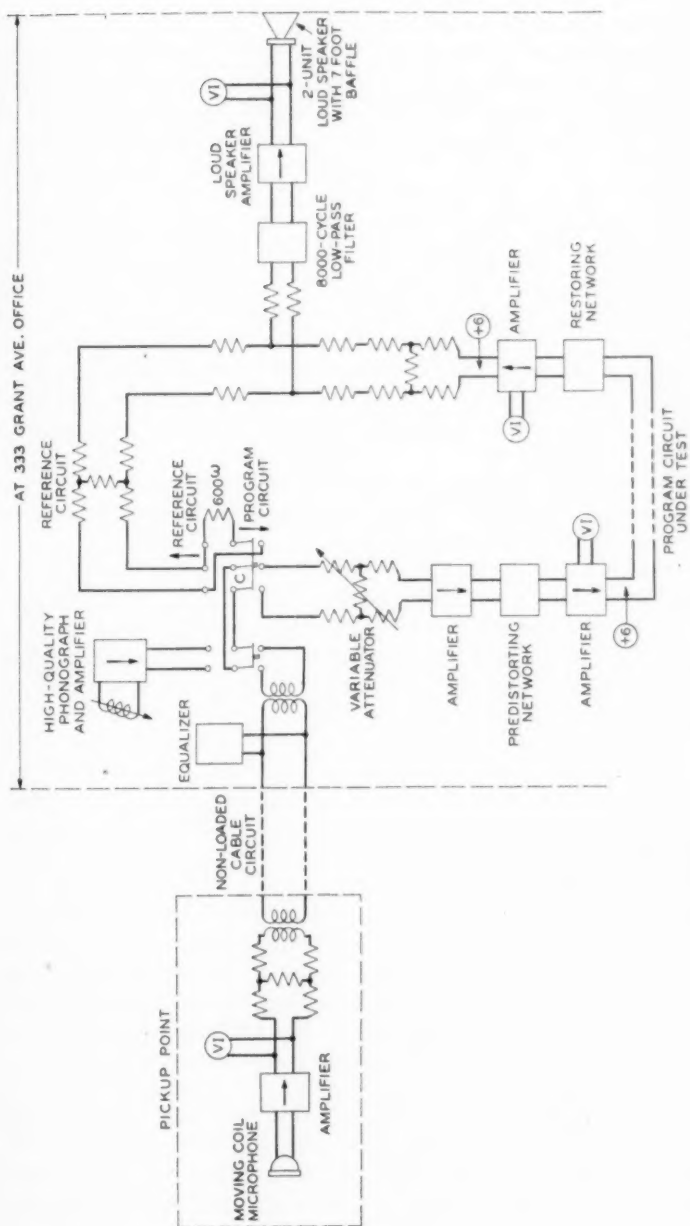 PICKUP POINT
MOVING COIL
MICROPHONE
AMPLIFIER
VI
NON-LOADED
CABLE
CIRCUIT
AT 333 GRANT AVE. OFFICE
EQUALIZER
HIGH-QUALITY
PHONOGRAPH
AND AMPLIFIER
REFERENCE
CIRCUIT
REFERENCE
CIRCUIT
600ω
PROGRAM
CIRCUIT
C
VARIABLE
ATTENUATOR
AMPLIFIER
PREDISTORTING
NETWORK
AMPLIFIER
VI
+6
PROGRAM CIRCUIT
UNDER TEST
RESTORING
NETWORK
AMPLIFIER
VI
+6
8000-CYCLE
LOW-PASS
FILTER
LOUD
SPEAKER
AMPLIFIER
VI
2-UNIT
LOUD SPEAKER
WITH 7 FOOT
BAFFLE